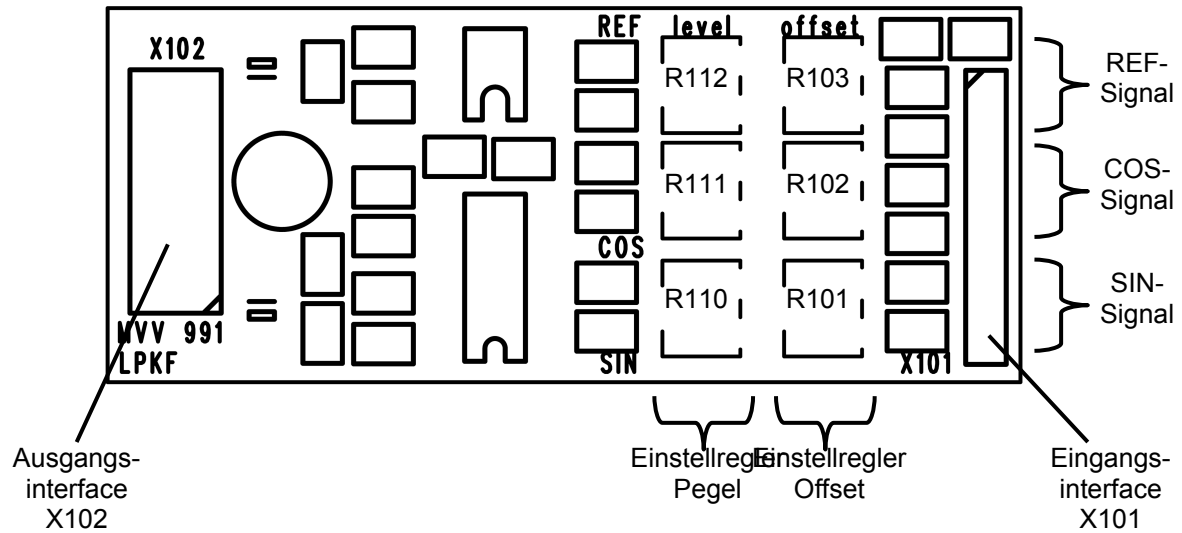 X102
REF level offset
R112 R103
REF-
Signal
R111 R102
COS-
Signal
COS
R110 R101
SIN-
Signal
MVV 991
LPKF
SIN
X101
Ausgangs-
interface
X102
Einstellregler
Pegel
Einstellregler
Offset
Eingangs-
interface
X101